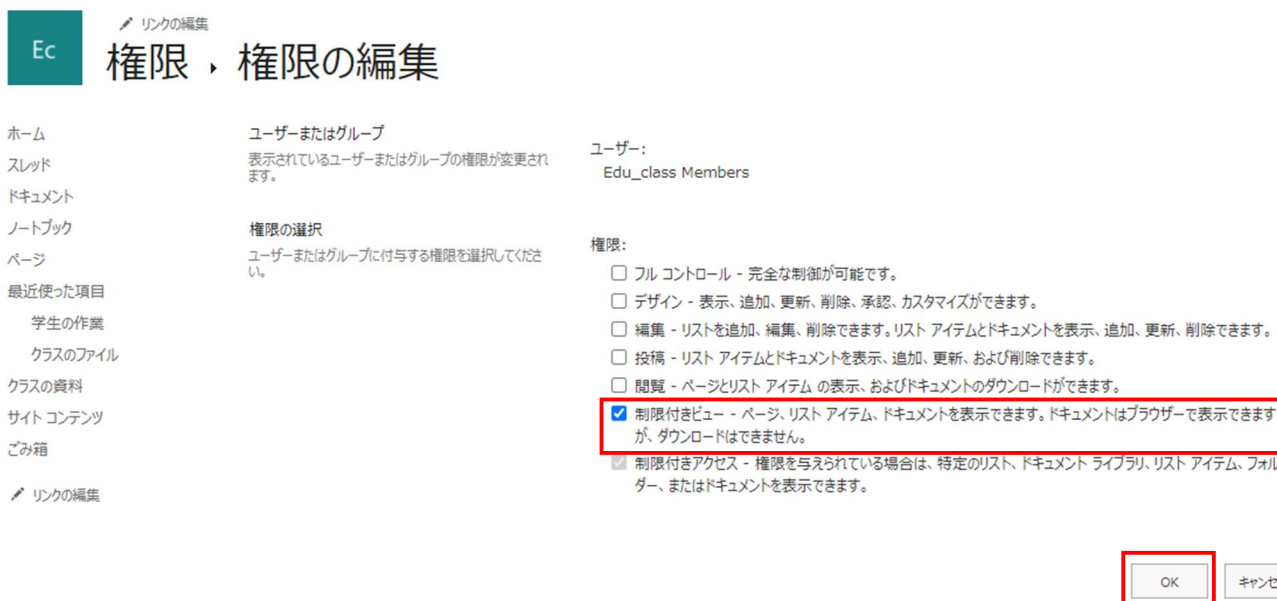 Ec
リンクの編集
権限 ▸ 権限の編集
ホーム
スレッド
ドキュメント
ノートブック
ページ
最近使った項目
学生の作業
クラスのファイル
クラスの資料
サイト コンテンツ
ごみ箱
リンクの編集
ユーザーまたはグループ
表示されているユーザーまたはグループの権限が変更され
ます。
権限の選択
ユーザーまたはグループに付与する権限を選択してくださ
い。
ユーザー:
Edu_class Members
権限:
フル コントロール - 完全な制御が可能です。
デザイン - 表示、追加、更新、削除、承認、カスタマイズができます。
編集 - リストを追加、編集、削除できます。リスト アイテムとドキュメントを表示、追加、更新、削除できます。
投稿 - リスト アイテムとドキュメントを表示、追加、更新、および削除できます。
閲覧 - ページとリスト アイテム の表示、およびドキュメントのダウンロードができます。
制限付きビュー - ページ、リスト アイテム、ドキュメントを表示できます。ドキュメントはブラウザーで表示できます
が、ダウンロードはできません。
制限付きアクセス - 権限を与えられている場合は、特定のリスト、ドキュメント ライブラリ、リスト アイテム、フォル
ダー、またはドキュメントを表示できます。
OK
キャンセ